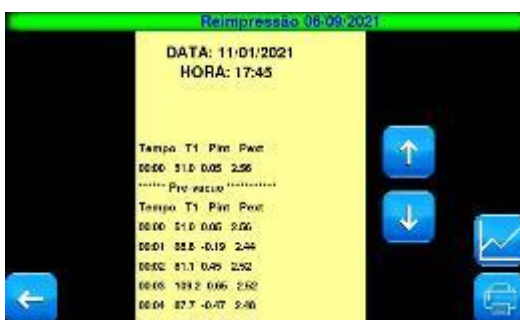 Reimpressão 06-09-2021
DATA: 11/01/2021
HORA: 17:45
Tempo T1 Pint Pext
00:00 51.0 0.05 2.56
------ Pre-vacuo -----------
Tempo T1 Pint Pext
00:00 51.0 0.05 2.56
00:01 88.8 -0.19 2.44
00:02 81.1 0.45 2.52
00:03 109.2 0.66 2.52
00:04 87.7 -0.47 2.48